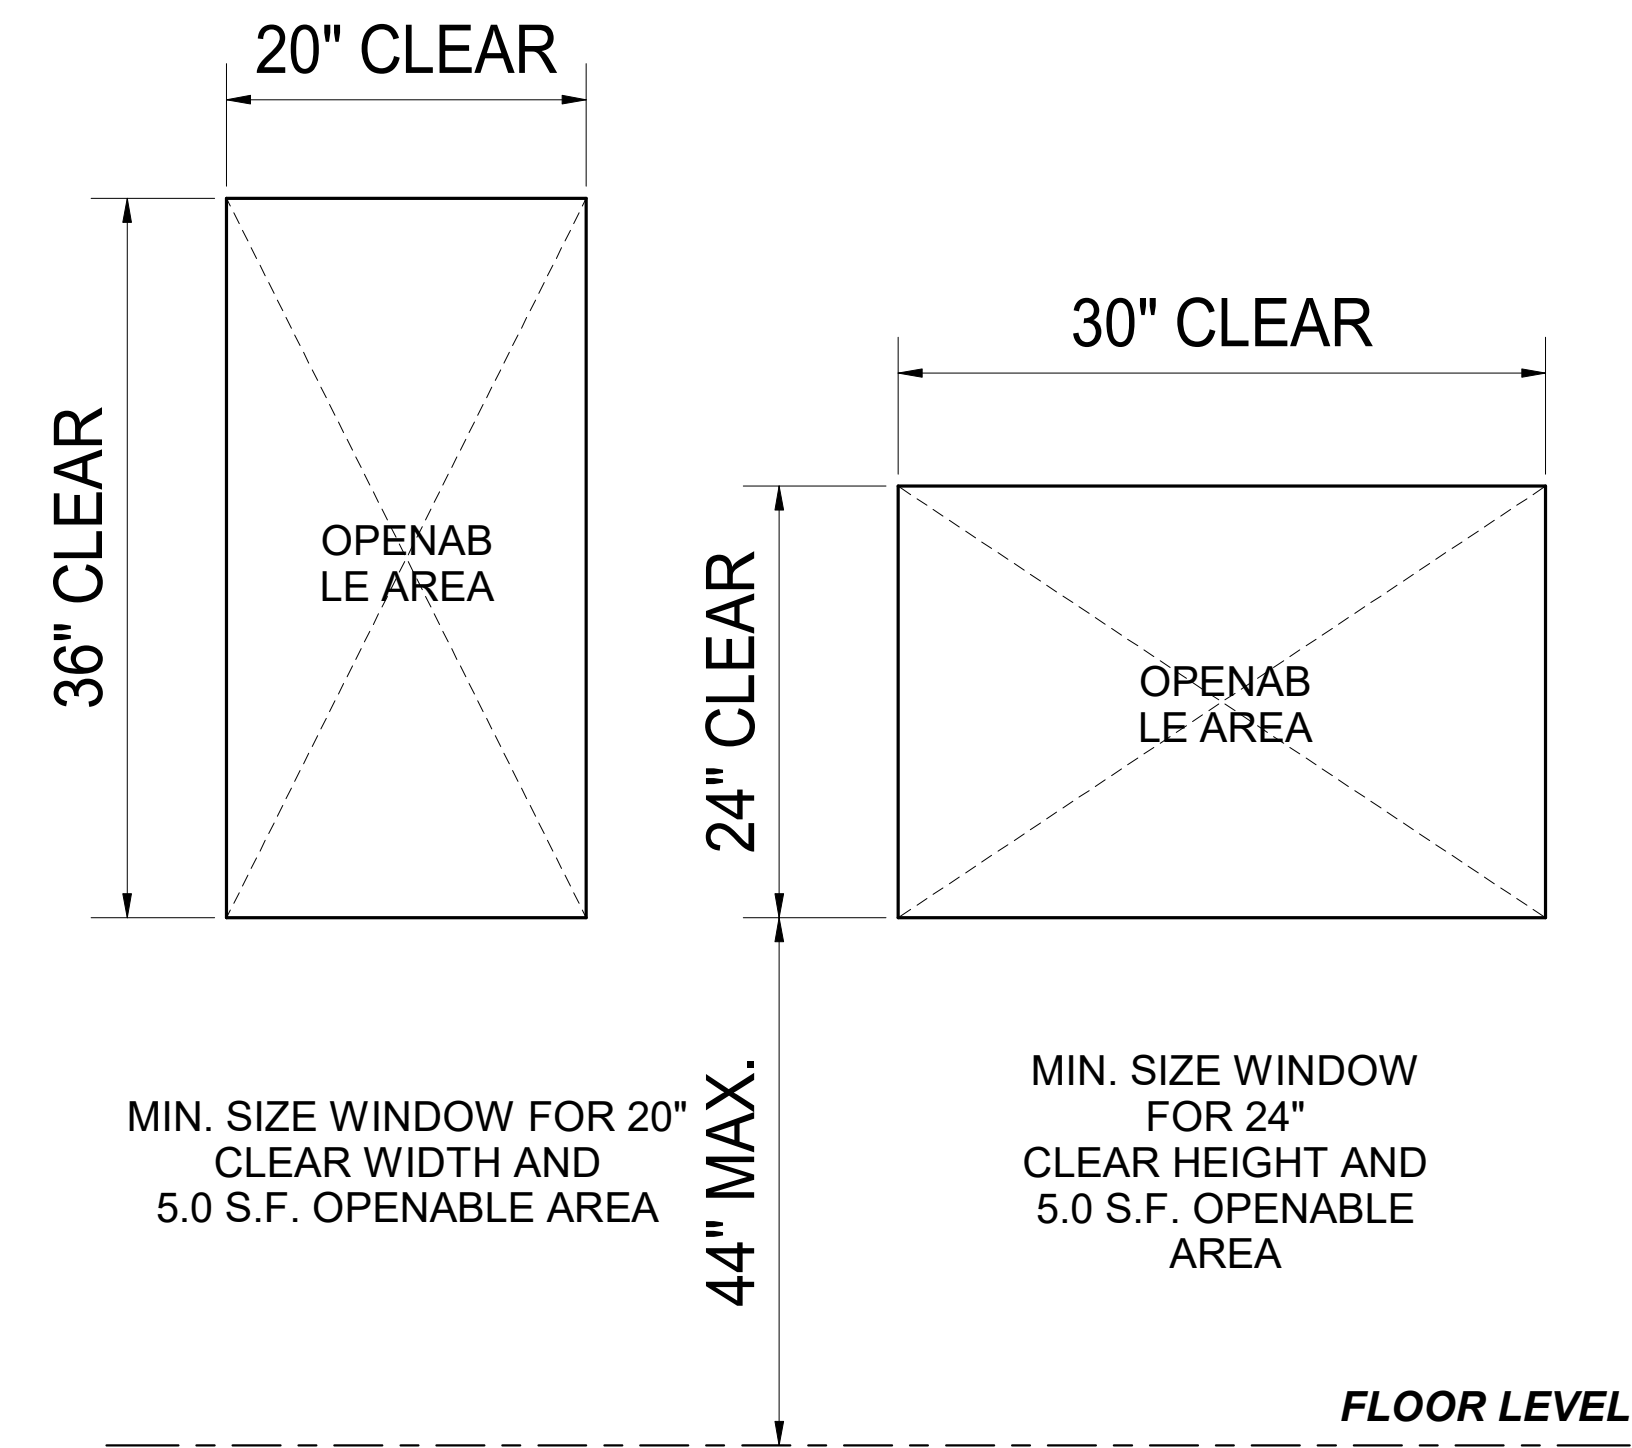 20" CLEAR
36" CLEAR
OPENAB
LE AREA
30" CLEAR
24" CLEAR
OPENAB
LE AREA
MIN. SIZE WINDOW FOR 20"
CLEAR WIDTH AND
5.0 S.F. OPENABLE AREA
44" MAX.
MIN. SIZE WINDOW
FOR 24"
CLEAR HEIGHT AND
5.0 S.F. OPENABLE
AREA
FLOOR LEVEL